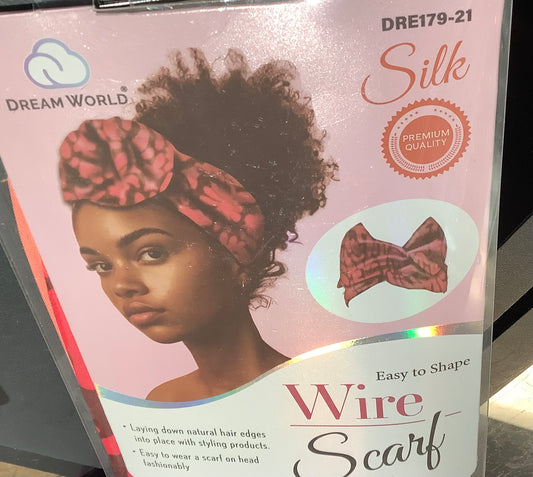 DRE179-21
DREAM WORLD®
Silk
PREMIUM
QUALITY
Easy to Shape
Wire
Scarf
• Laying down natural hair edges
into place with styling products.
• Easy to wear a scarf on head
fashionably